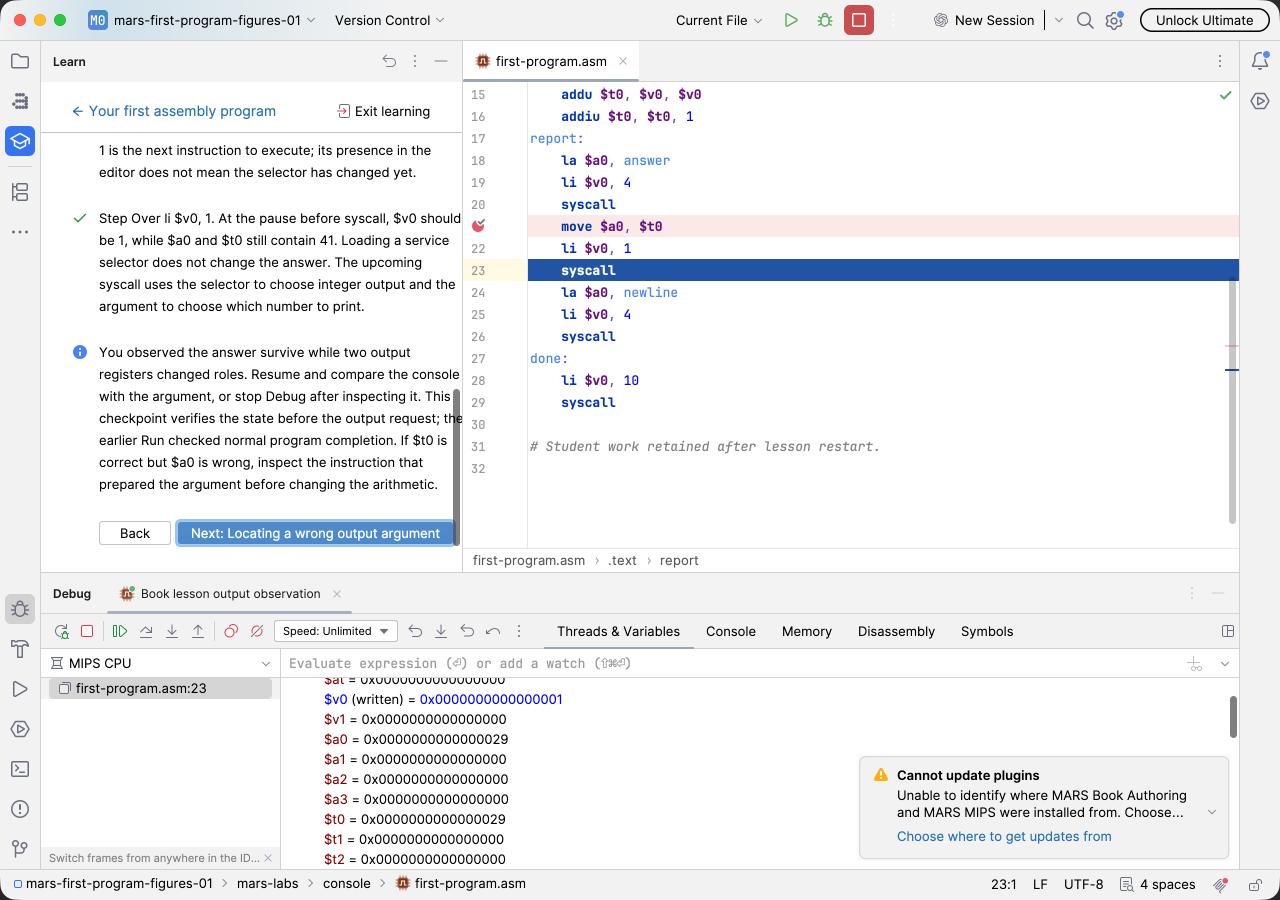 M0 mars-first-program-figures-01 Version Control Current File New Session Unlock Ultimate
Learn
Your first assembly program Exit learning
1 is the next instruction to execute; its presence in the
editor does not mean the selector has changed yet.
Step Over li $v0, 1. At the pause before syscall, $v0 should
be 1, while $a0 and $t0 still contain 41. Loading a service
selector does not change the answer. The upcoming
syscall uses the selector to choose integer output and the
argument to choose which number to print.
You observed the answer survive while two output
registers changed roles. Resume and compare the console
with the argument, or stop Debug after inspecting it. This
checkpoint verifies the state before the output request; the
earlier Run checked normal program completion. If $t0 is
correct but $a0 is wrong, inspect the instruction that
prepared the argument before changing the arithmetic.
Back Next: Locating a wrong output argument
first-program.asm
15 addu $t0, $v0, $v0
16 addiu $t0, $t0, 1
17 report:
18 la $a0, answer
19 li $v0, 4
20 syscall
move $a0, $t0
22 li $v0, 1
23 syscall
24 la $a0, newline
25 li $v0, 4
26 syscall
27 done:
28 li $v0, 10
29 syscall
30
31 # Student work retained after lesson restart.
32
first-program.asm › .text › report
Debug Book lesson output observation
Speed: Unlimited Threads & Variables Console Memory Disassembly Symbols
MIPS CPU Evaluate expression (⏎) or add a watch (⇧⌘⏎)
first-program.asm:23
$at = 0x0000000000000000
$v0 (written) = 0x0000000000000001
$v1 = 0x0000000000000000
$a0 = 0x0000000000000029
$a1 = 0x0000000000000000
$a2 = 0x0000000000000000
$a3 = 0x0000000000000000
$t0 = 0x0000000000000029
$t1 = 0x0000000000000000
$t2 = 0x0000000000000000
Cannot update plugins
Unable to identify where MARS Book Authoring
and MARS MIPS were installed from. Choose...
Choose where to get updates from
Switch frames from anywhere in the ID...
mars-first-program-figures-01 › mars-labs › console › first-program.asm 23:1 LF UTF-8 4 spaces